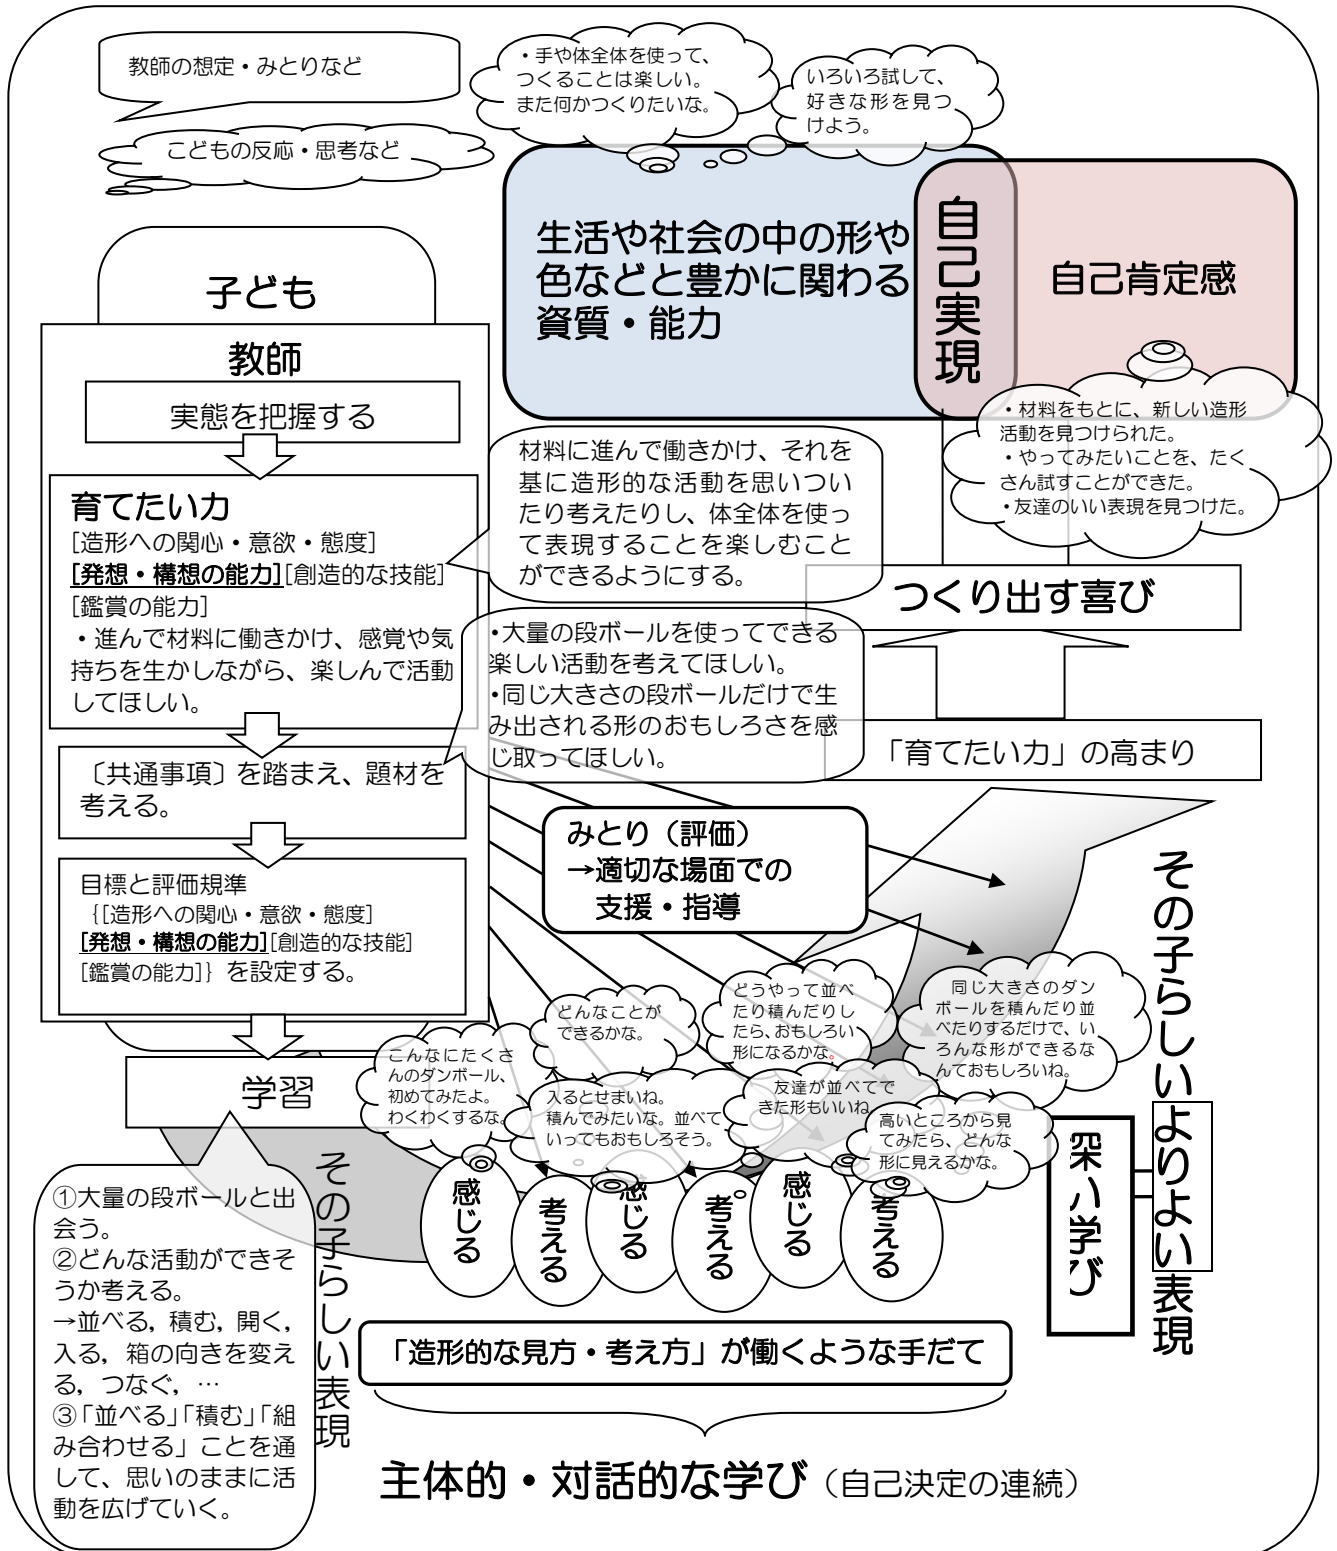 教師の想定・みとりなど
こどもの反応・思考など
・手や体全体を使って、
つくることは楽しい。
また何かつくりたいな。
いろいろ試して、
好きな形を見つ
けよう。
生活や社会の中の形や
色などと豊かに関わる
資質・能力
自己実現
自己肯定感
・材料をもとに、新しい造形
活動を見つけられた。
・やってみたいことを、たく
さん試すことができた。
・友達のいい表現を見つけた。
子ども
教師
実態を把握する
育てたい力
[造形への関心・意欲・態度]
[発想・構想の能力][創造的な技能]
[鑑賞の能力]
・進んで材料に働きかけ、感覚や気
持ちを生かしながら、楽しんで活動
してほしい。
材料に進んで働きかけ、それを
基に造形的な活動を思いつい
たり考えたりし、体全体を使っ
て表現することを楽しむこと
ができるようにする。
つくり出す喜び
・大量の段ボールを使ってできる
楽しい活動を考えてほしい。
・同じ大きさの段ボールだけで生
み出される形のおもしろさを感
じ取ってほしい。
「育てたい力」の高まり
〔共通事項〕を踏まえ、題材を
考える。
みとり（評価）
→適切な場面での
支援・指導
目標と評価規準
{[造形への関心・意欲・態度]
[発想・構想の能力][創造的な技能]
[鑑賞の能力]} を設定する。
学習
こんなにたくさ
んのダンボール、
初めてみたよ。
わくわくするな。
どんなことが
できるかな。
入るとせまいね。
積んでみたいな。並べて
いってもおもしろそう。
どうやって並べ
たり積んだりし
たら、おもしろい
形になるかな。
友達が並べてで
きた形もいいね
同じ大きさのダン
ボールを積んだり並
べたりするだけで、い
ろんな形ができるな
んておもしろいね。
高いところから見
てみたら、どんな
形に見えるかな。
その子らしいよりよい表現
深い学び
その子らしい表現
感じる
考える
感じる
考える
感じる
考える
①大量の段ボールと出
会う。
②どんな活動ができそ
うか考える。
→並べる，積む，開く，
入る，箱の向きを変え
る，つなぐ，…
③「並べる」「積む」「組
み合わせる」ことを通
して、思いのままに活
動を広げていく。
「造形的な見方・考え方」が働くような手だて
主体的・対話的な学び（自己決定の連続）